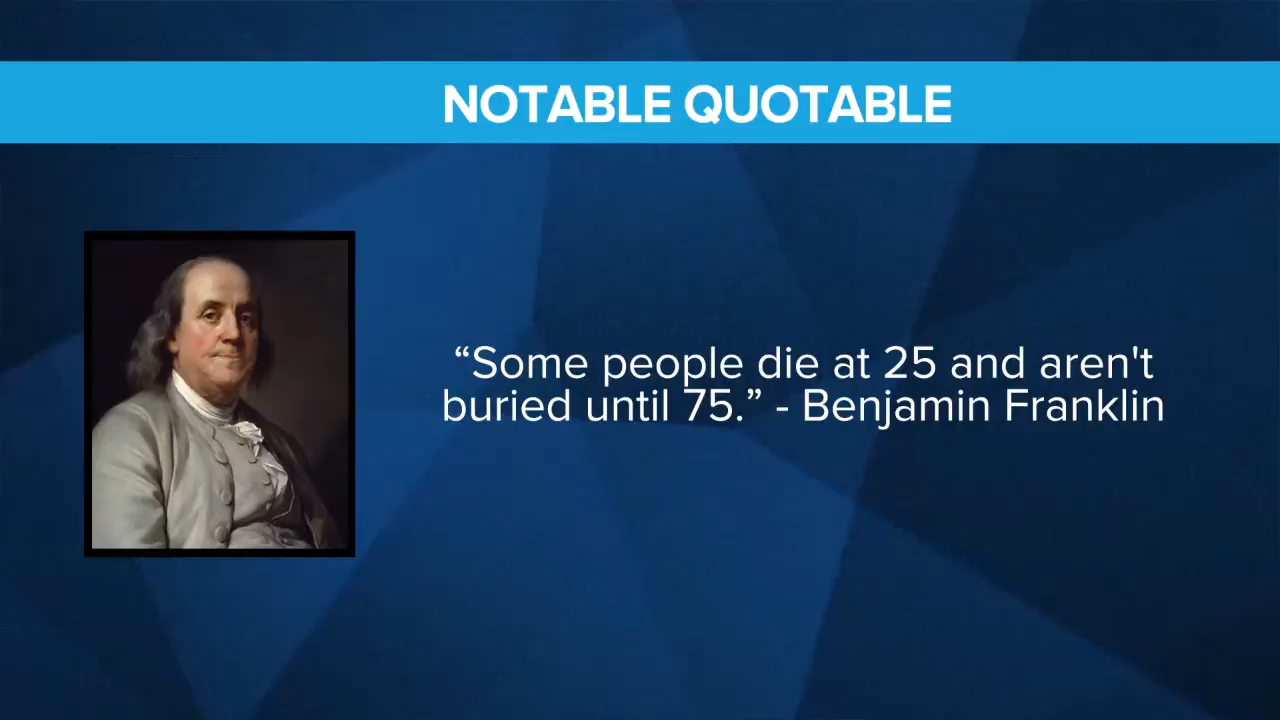 NOTABLE QUOTABLE
“Some people die at 25 and aren't
buried until 75.” - Benjamin Franklin